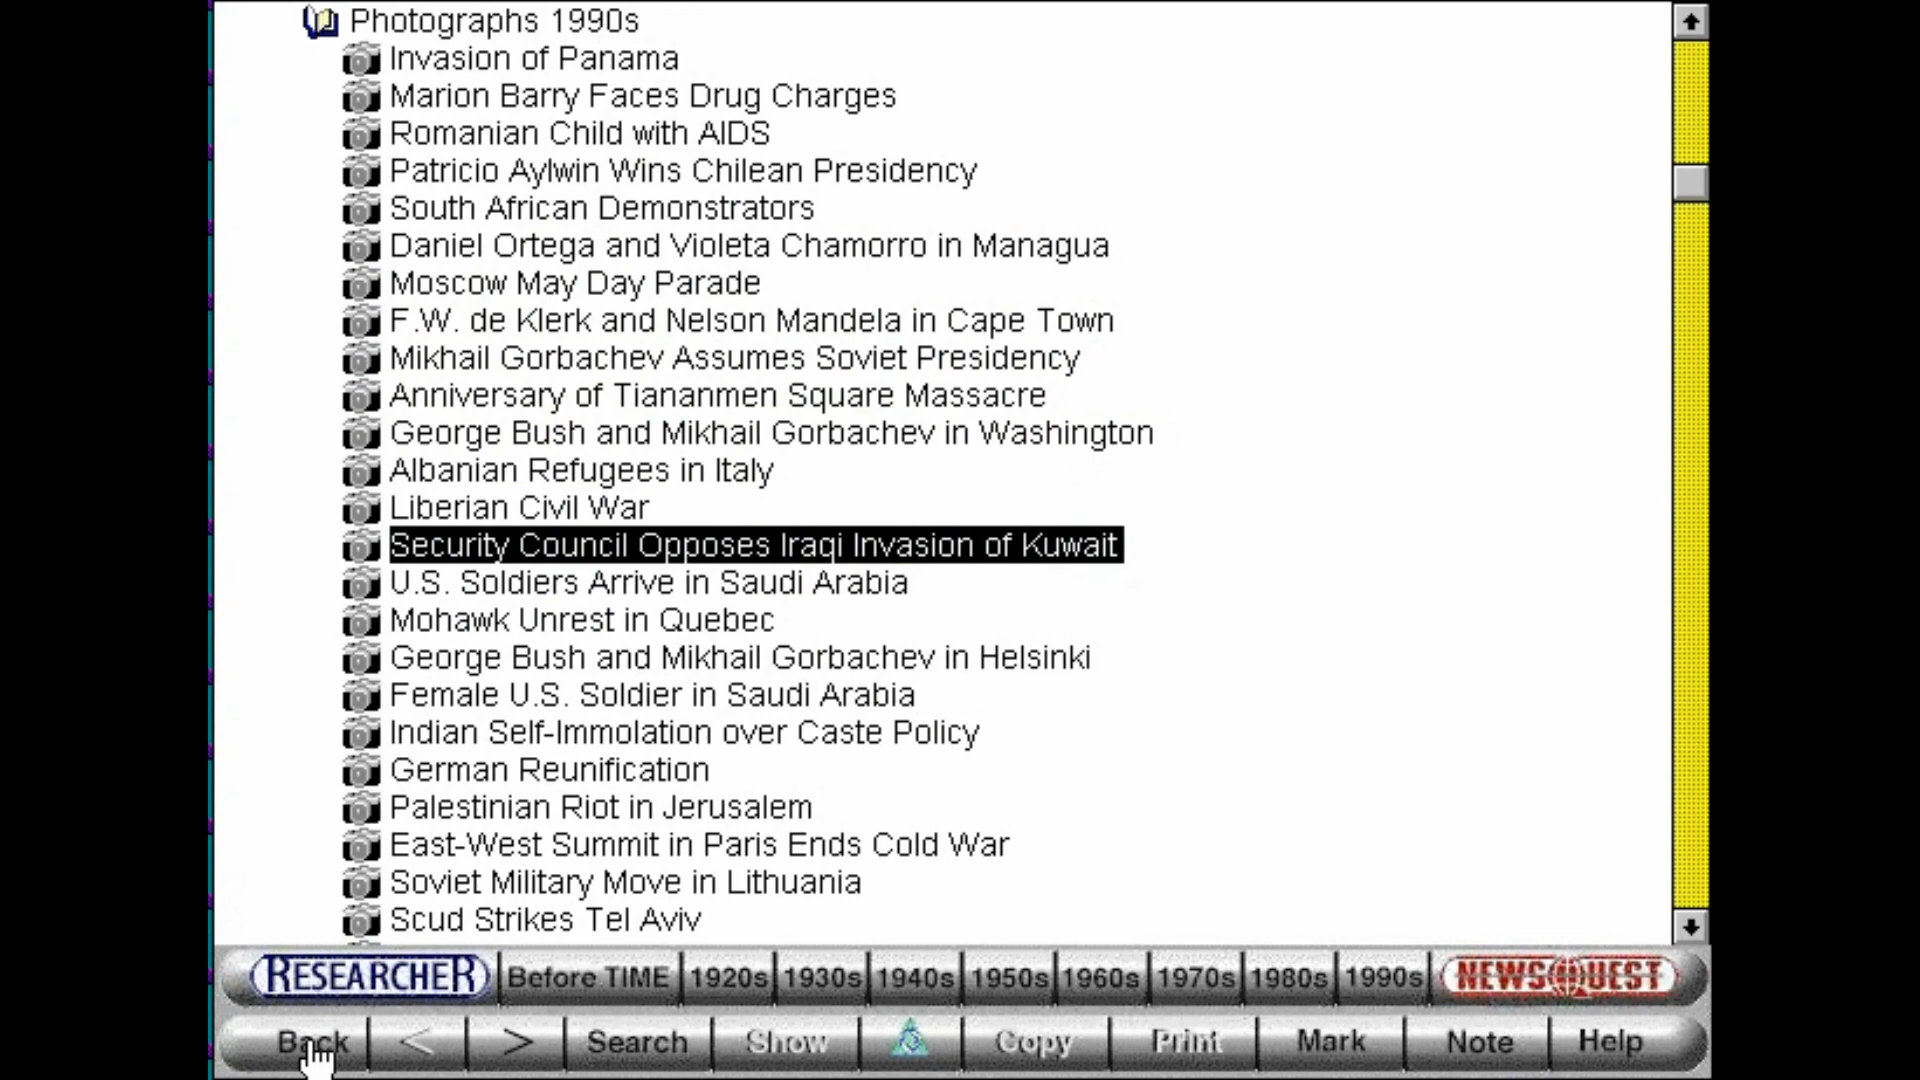 Photographs 1990s
Invasion of Panama
Marion Barry Faces Drug Charges
Romanian Child with AIDS
Patricio Aylwin Wins Chilean Presidency
South African Demonstrators
Daniel Ortega and Violeta Chamorro in Managua
Moscow May Day Parade
F.W. de Klerk and Nelson Mandela in Cape Town
Mikhail Gorbachev Assumes Soviet Presidency
Anniversary of Tiananmen Square Massacre
George Bush and Mikhail Gorbachev in Washington
Albanian Refugees in Italy
Liberian Civil War
Security Council Opposes Iraqi Invasion of Kuwait
U.S. Soldiers Arrive in Saudi Arabia
Mohawk Unrest in Quebec
George Bush and Mikhail Gorbachev in Helsinki
Female U.S. Soldier in Saudi Arabia
Indian Self-Immolation over Caste Policy
German Reunification
Palestinian Riot in Jerusalem
East-West Summit in Paris Ends Cold War
Soviet Military Move in Lithuania
Scud Strikes Tel Aviv
RESEARCHER Before TIME 1920s 1930s 1940s 1950s 1960s 1970s 1980s 1990s NEWSQUEST
Back < > Search Show Copy Print Mark Note Help